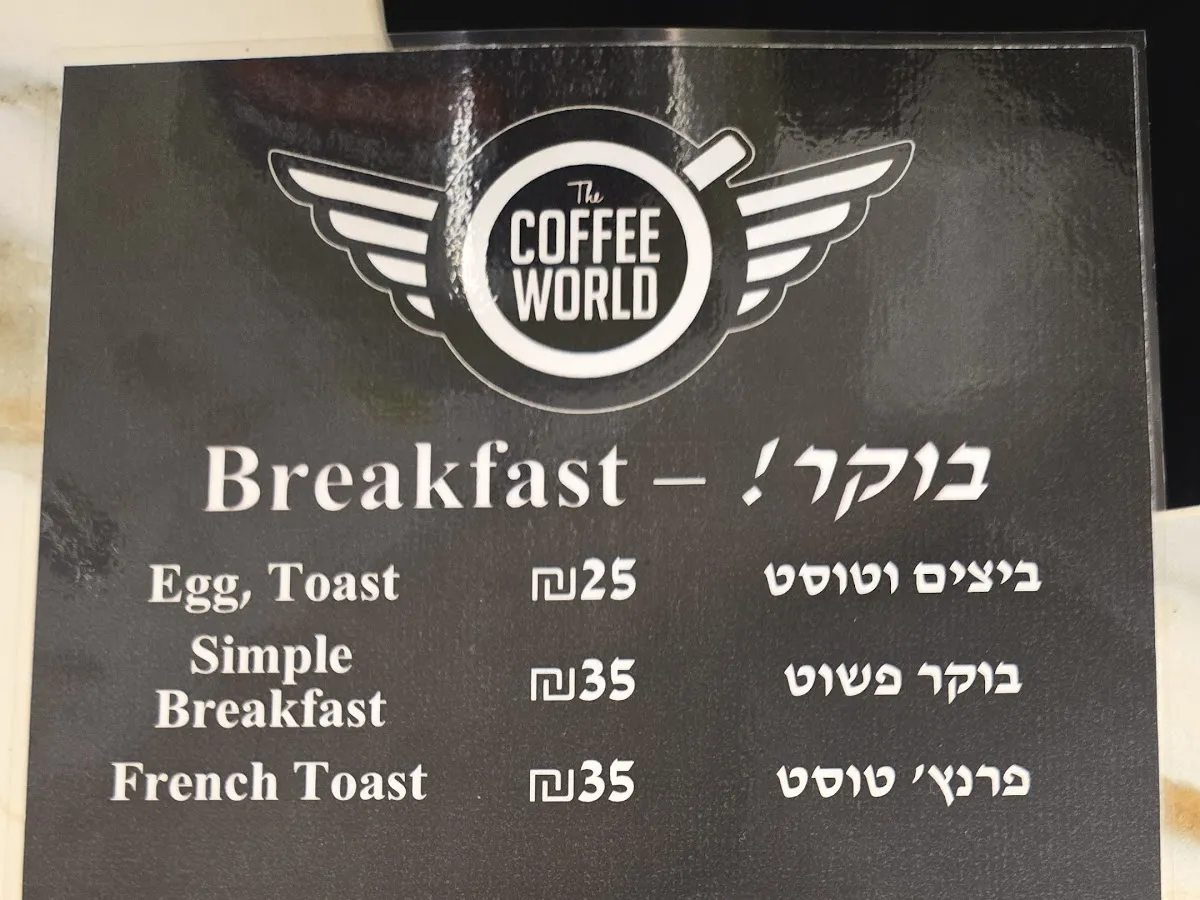 The
COFFEE
WORLD
Breakfast – בוקר!
Egg, Toast ₪25 ביצים וטוסט
Simple
Breakfast ₪35 בוקר פשוט
French Toast ₪35 פרנץ' טוסט